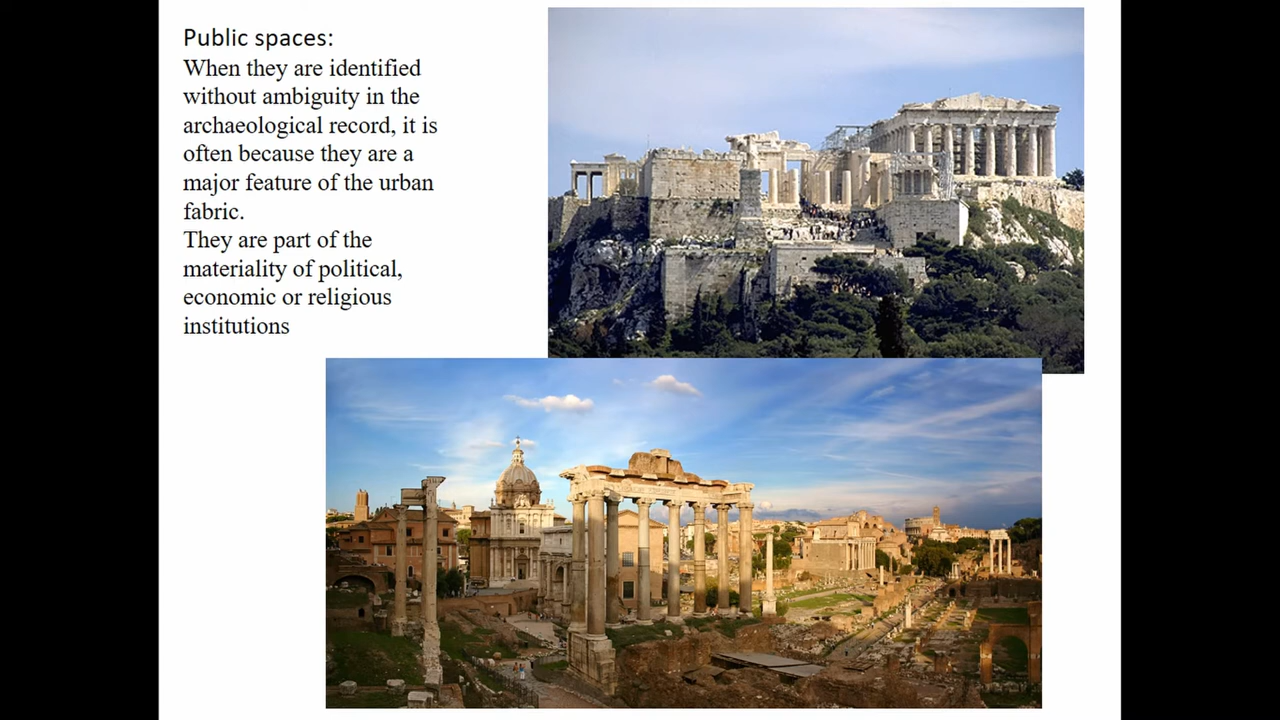 Public spaces:
When they are identified
without ambiguity in the
archaeological record, it is
often because they are a
major feature of the urban
fabric.
They are part of the
materiality of political,
economic or religious
institutions